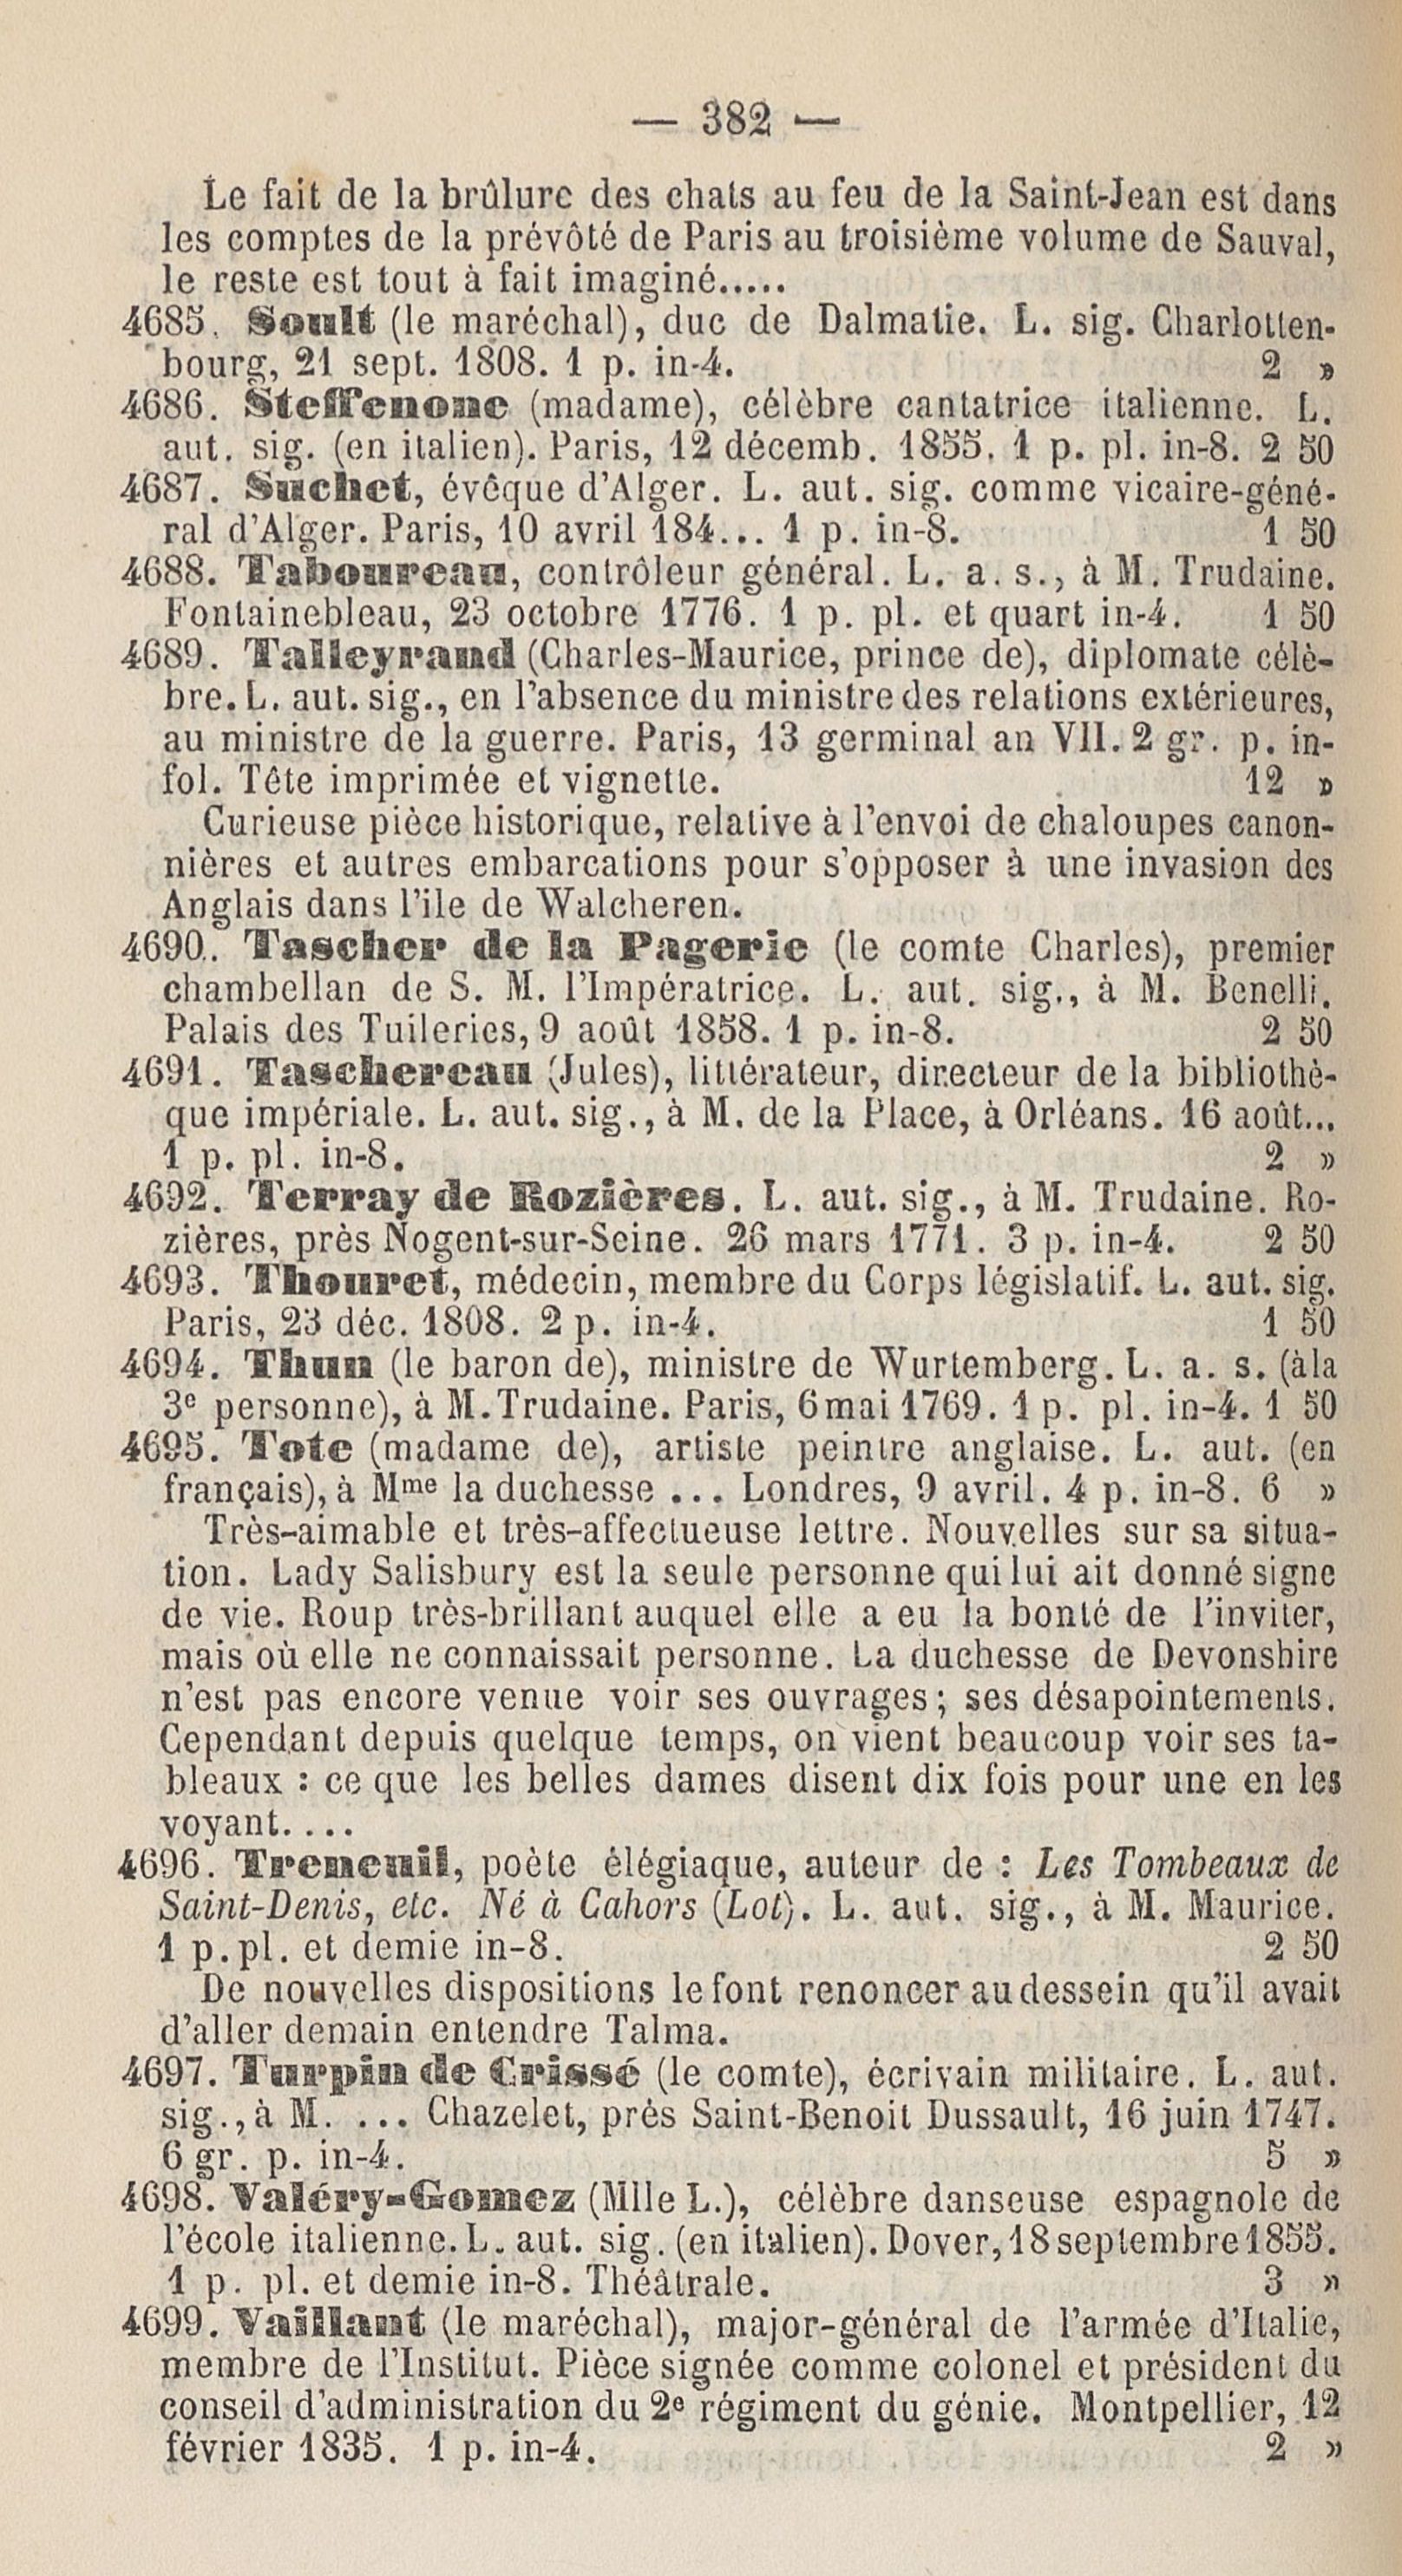 — 382 —
Le fait de la brûlure des chats au feu de la Saint-Jean est dans
les comptes de la prévôté de Paris au troisième volume de Sauval,
le reste est tout à fait imaginé.....
4685. Soult (le maréchal), duc de Dalmatie. L. sig. Charlotten-
bourg, 21 sept. 1808. 1 p. in-4. 2 »
4686. Steffenone (madame), célèbre cantatrice italienne. L.
aut. sig. (en italien). Paris, 12 décemb. 1855. 1 p. pl. in-8. 2 50
4687. Suchet, évêque d'Alger. L. aut. sig. comme vicaire-géné-
ral d'Alger. Paris, 10 avril 184... 1 p. in-8. 1 50
4688. Taboureau, contrôleur général. L. a. s., à M. Trudaine.
Fontainebleau, 23 octobre 1776. 1 p. pl. et quart in-4. 1 50
4689. Talleyrand (Charles-Maurice, prince de), diplomate célè-
bre. L. aut. sig., en l'absence du ministre des relations extérieures,
au ministre de la guerre. Paris, 13 germinal an VII. 2 gr. p. in-
fol. Tête imprimée et vignette. 12 »
Curieuse pièce historique, relative à l'envoi de chaloupes canon-
nières et autres embarcations pour s'opposer à une invasion des
Anglais dans l'ile de Walcheren.
4690. Tascher de la Pagerie (le comte Charles), premier
chambellan de S. M. l'Impératrice. L. aut. sig., à M. Benelli.
Palais des Tuileries, 9 août 1858. 1 p. in-8. 2 50
4691. Taschereau (Jules), littérateur, directeur de la bibliothè-
que impériale. L. aut. sig., à M. de la Place, à Orléans. 16 août...
1 p. pl. in-8. 2 »
4692. Terray de Rozières. L. aut. sig., à M. Trudaine. Ro-
zières, près Nogent-sur-Seine. 26 mars 1771. 3 p. in-4. 2 50
4693. Thouret, médecin, membre du Corps législatif. L. aut. sig.
Paris, 23 déc. 1808. 2 p. in-4. 1 50
4694. Thun (le baron de), ministre de Wurtemberg. L. a. s. (àla
3e personne), à M. Trudaine. Paris, 6 mai 1769. 1 p. pl. in-4. 1 50
4695. Tote (madame de), artiste peintre anglaise. L. aut. (en
français), à Mme la duchesse ... Londres, 9 avril. 4 p. in-8. 6 »
Très-aimable et très-affectueuse lettre. Nouvelles sur sa situa-
tion. Lady Salisbury est la seule personne qui lui ait donné signe
de vie. Roup très-brillant auquel elle a eu la bonté de l'inviter,
mais où elle ne connaissait personne. La duchesse de Devonshire
n'est pas encore venue voir ses ouvrages; ses désapointements.
Cependant depuis quelque temps, on vient beaucoup voir ses ta-
bleaux : ce que les belles dames disent dix fois pour une en les
voyant....
4696. Treneuil, poète élégiaque, auteur de : Les Tombeaux de
Saint-Denis, etc. Né à Cahors (Lot). L. aut. sig., à M. Maurice.
1 p. pl. et demie in-8. 2 50
De nouvelles dispositions le font renoncer au dessein qu'il avait
d'aller demain entendre Talma.
4697. Turpin de Crissé (le comte), écrivain militaire. L. aut.
sig., à M. ... Chazelet, près Saint-Benoit Dussault, 16 juin 1747.
6 gr. p. in-4. 5 »
4698. Valéry-Gomez (Mlle L.), célèbre danseuse espagnole de
l'école italienne. L. aut. sig. (en italien). Dover, 18 septembre 1855.
1 p. pl. et demie in-8. Théâtrale. 3 »
4699. Vaillant (le maréchal), major-général de l'armée d'Italie,
membre de l'Institut. Pièce signée comme colonel et président du
conseil d'administration du 2e régiment du génie. Montpellier, 12
février 1835. 1 p. in-4. 2 »